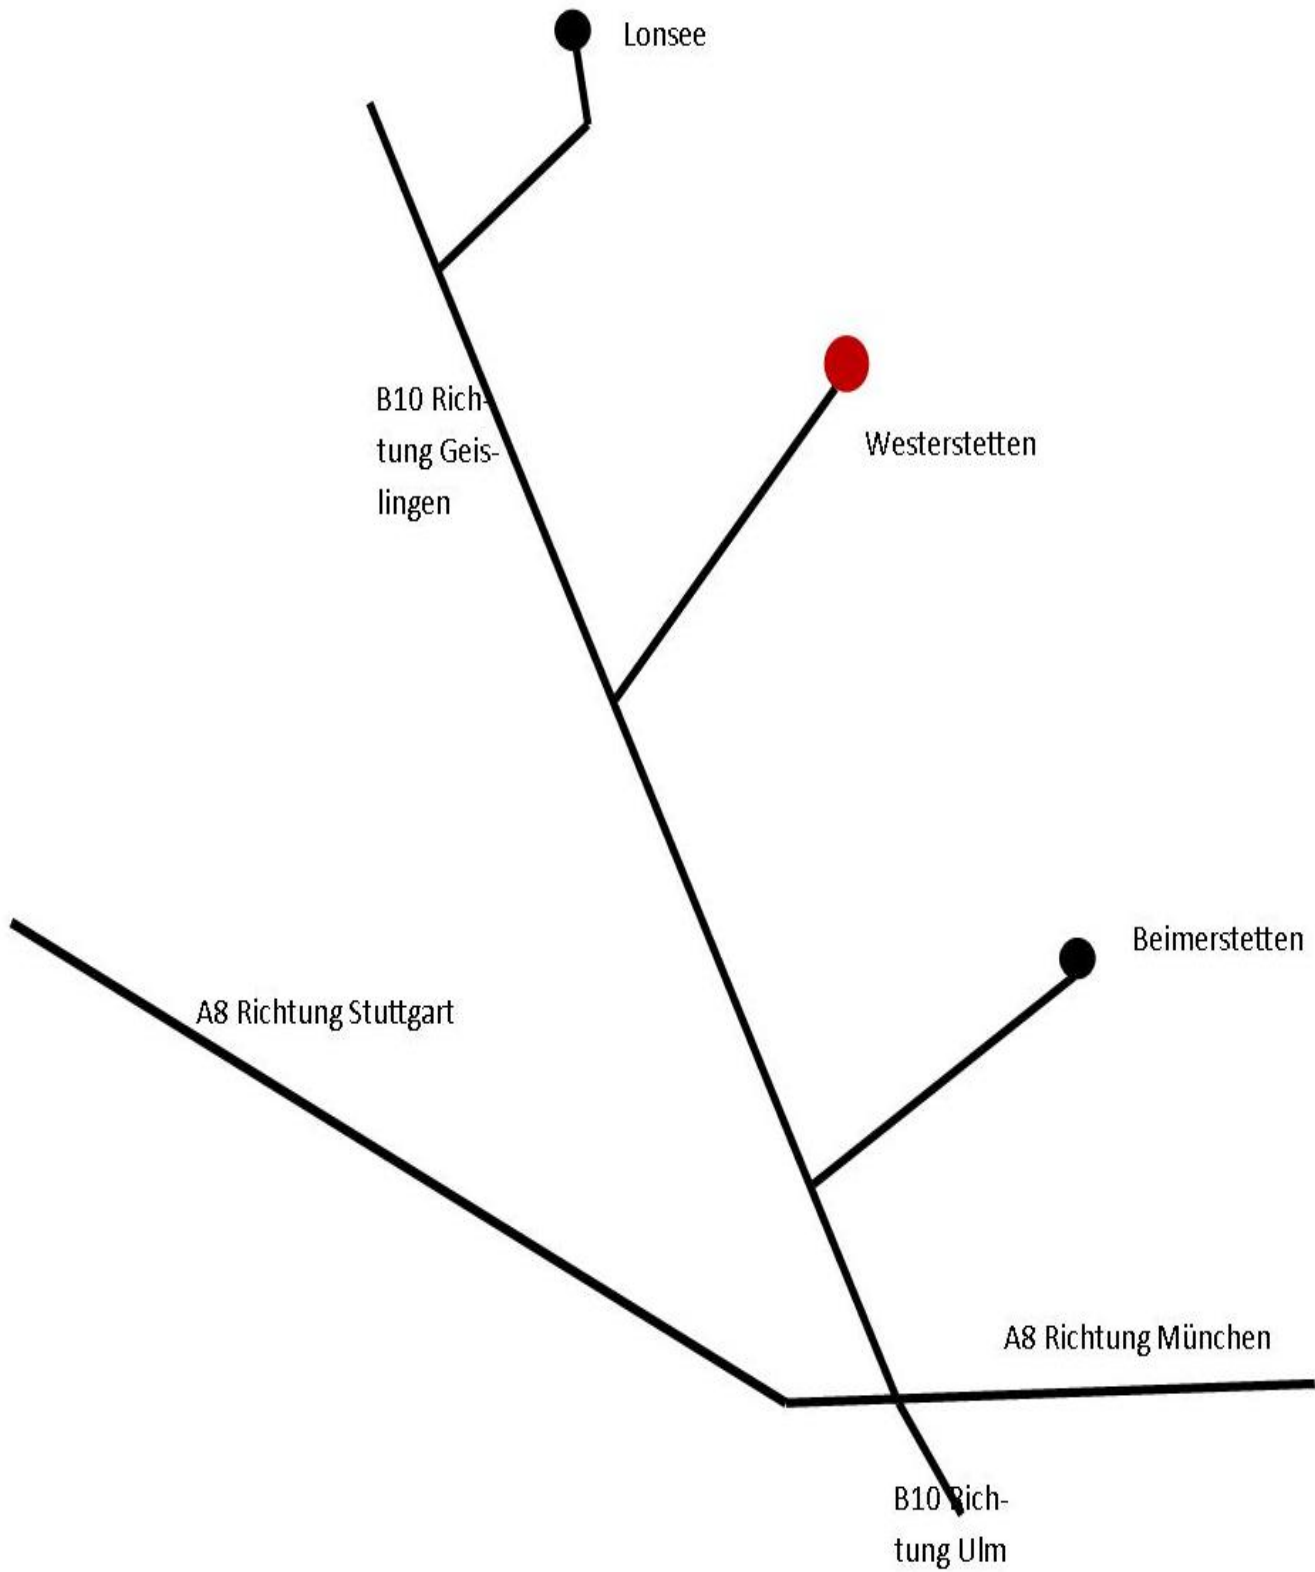 Lonsee
B10 Rich-
tung Geis-
lingen
Westerstetten
Beimerstetten
A8 Richtung Stuttgart
A8 Richtung München
B10 Rich-
tung Ulm